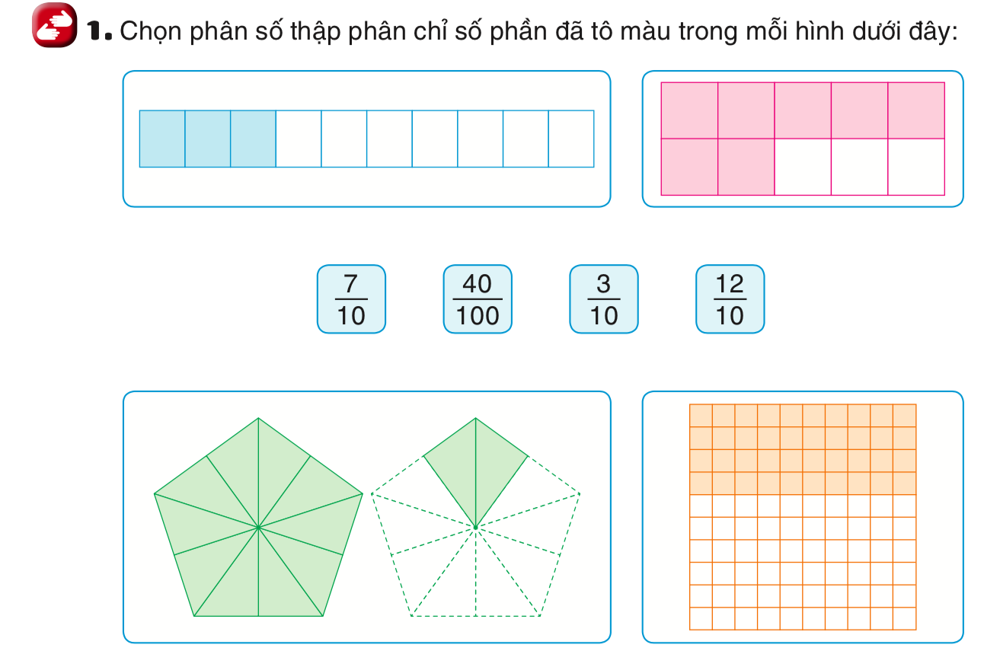 1. Chọn phân số thập phân chỉ số phần đã tô màu trong mỗi hình dưới đây:
7/10 40/100 3/10 12/10